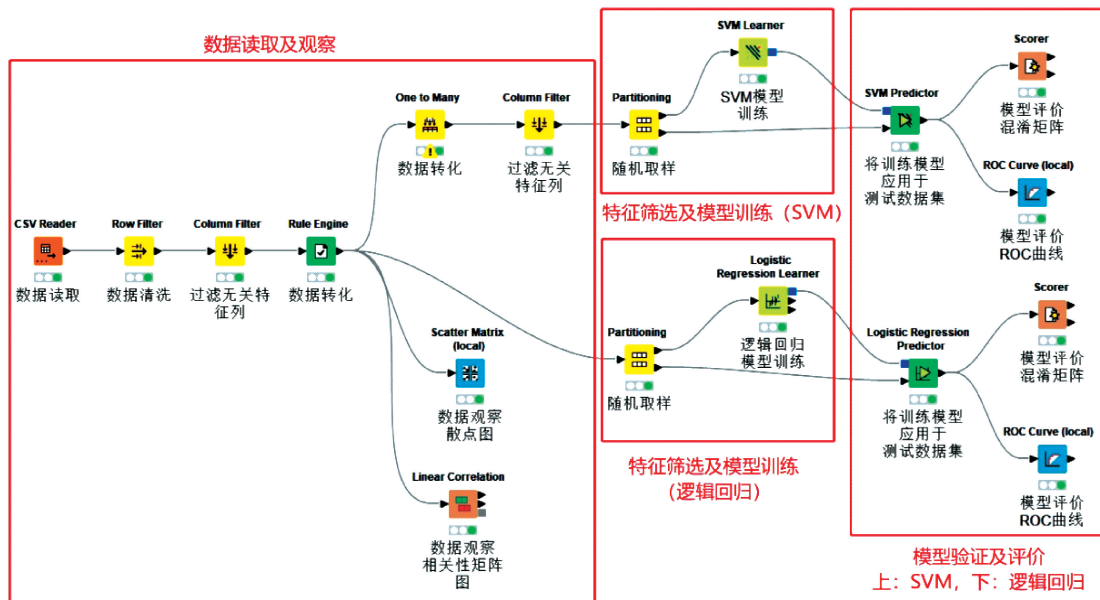 数据读取及观察
CSV Reader
数据读取
Row Filter
数据清洗
Column Filter
过滤无关特
征列
Rule Engine
数据转化
One to Many
数据转化
Column Filter
过滤无关
特征列
Scatter Matrix
(local)
数据观察
散点图
Linear Correlation
数据观察
相关性矩阵
图
Partitioning
随机取样
SVM Learner
SVM模型
训练
特征筛选及模型训练（SVM）
Partitioning
随机取样
Logistic
Regression Learner
逻辑回归
模型训练
特征筛选及模型训练
（逻辑回归）
SVM Predictor
将训练模型
应用于
测试数据集
Scorer
模型评价
混淆矩阵
ROC Curve (local)
模型评价
ROC曲线
Logistic Regression
Predictor
将训练模型
应用于
测试数据集
Scorer
模型评价
混淆矩阵
ROC Curve (local)
模型评价
ROC曲线
模型验证及评价
上：SVM，下：逻辑回归